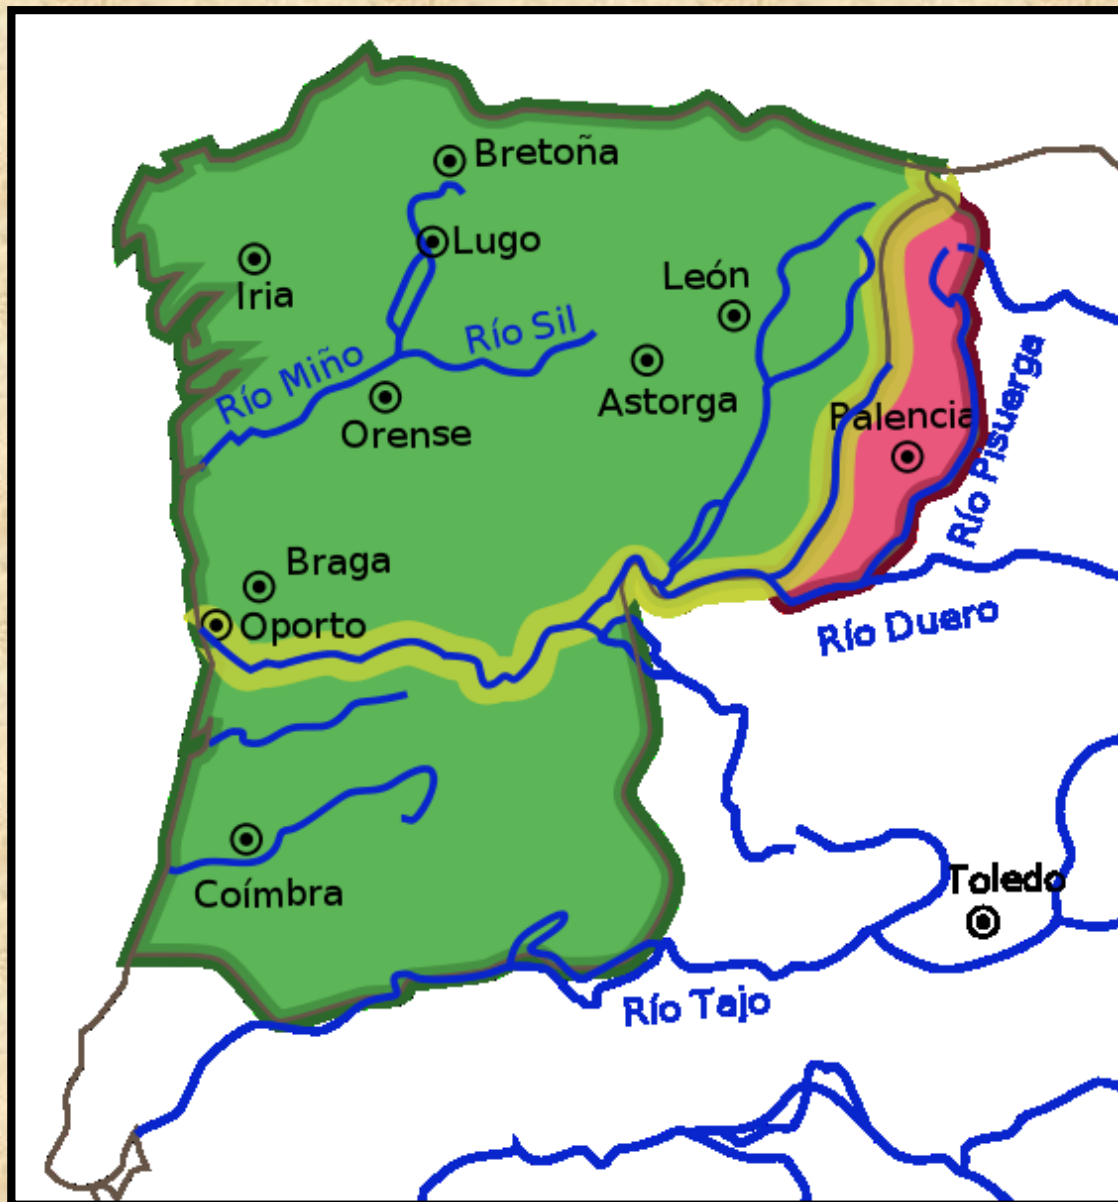 Bretoña
Lugo
Iria
León
Río Sil
Río Miño
Astorga
Orense
Palencia
Río Pisuerga
Braga
Oporto
Río Duero
Coímbra
Toledo
Río Tajo